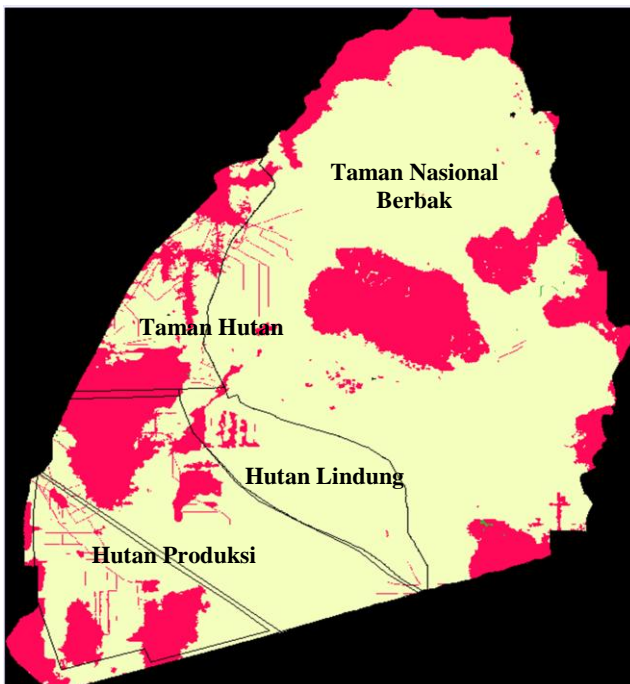 Taman Nasional
Berbak
Taman Hutan
Hutan Lindung
Hutan Produksi